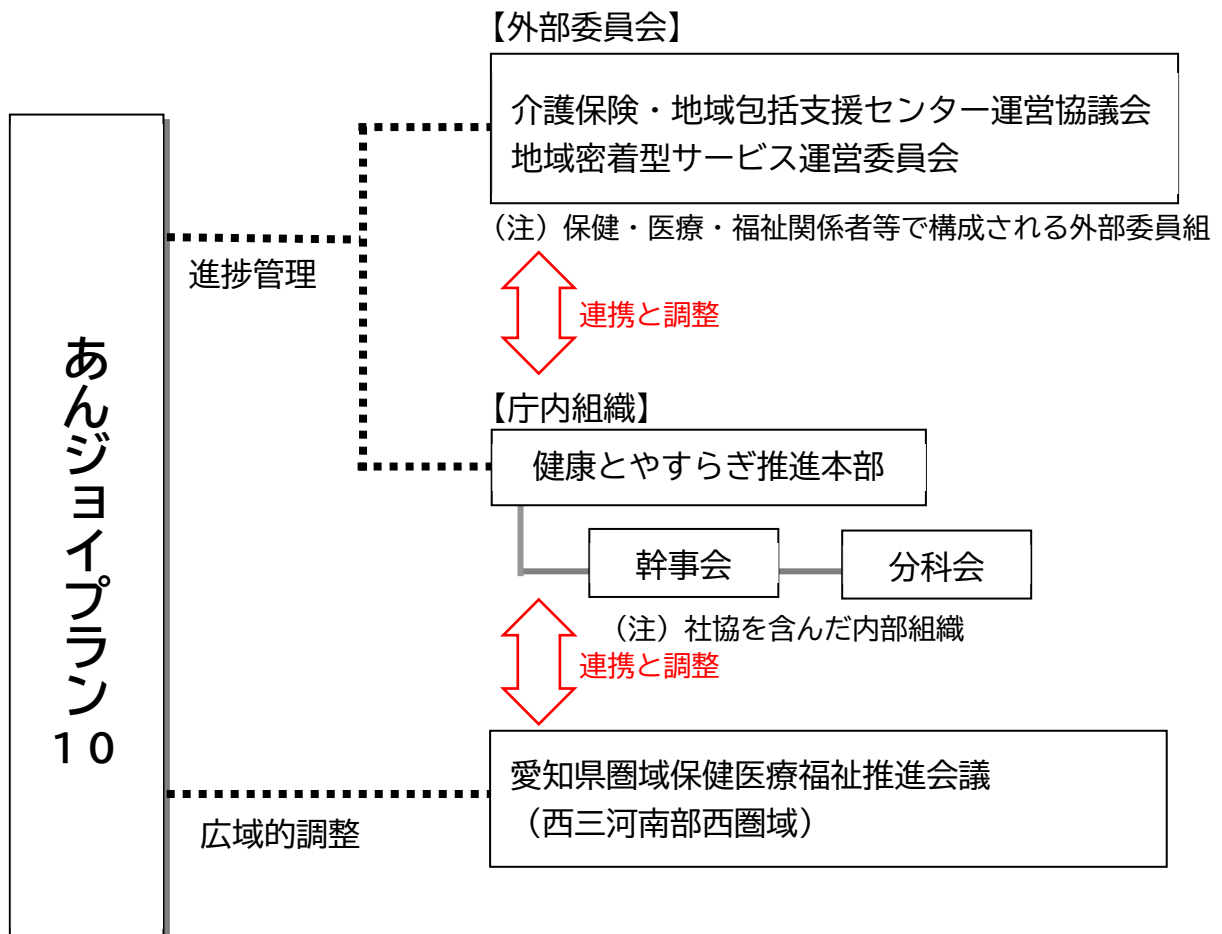 【外部委員会】
介護保険・地域包括支援センター運営協議会
地域密着型サービス運営委員会
（注）保健・医療・福祉関係者等で構成される外部委員組
進捗管理
連携と調整
あんジョイプラン１０
【庁内組織】
健康とやすらぎ推進本部
幹事会
分科会
（注）社協を含んだ内部組織
連携と調整
愛知県圏域保健医療福祉推進会議
（西三河南部西圏域）
広域的調整